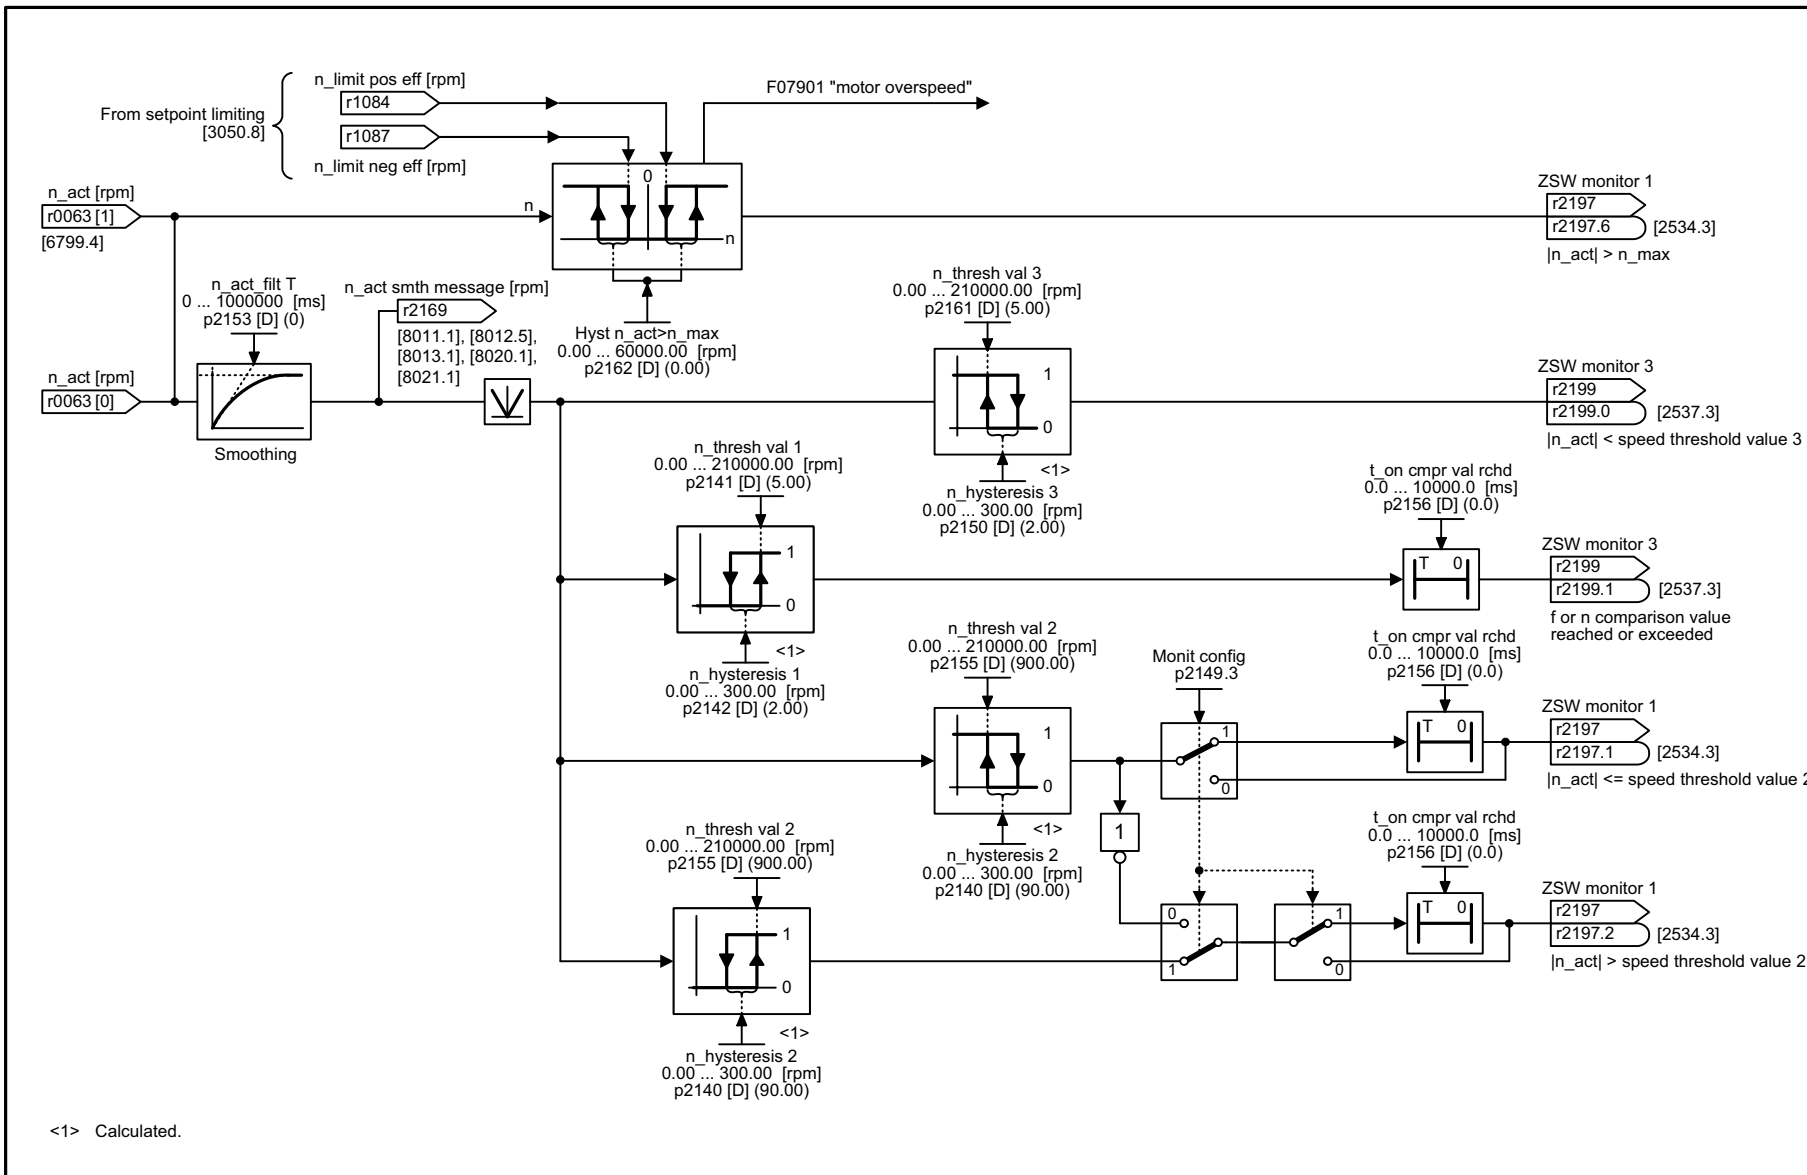 n_limit pos eff [rpm]
r1084
From setpoint limiting
[3050.8]
r1087
n_limit neg eff [rpm]
F07901 "motor overspeed"
n_act [rpm]
r0063 [1]
[6799.4]
n
0
n
ZSW monitor 1
r2197
r2197.6 [2534.3]
|n_act| > n_max
n_act_filt T
0 ... 1000000 [ms]
p2153 [D] (0)
n_act smth message [rpm]
r2169
[8011.1], [8012.5],
[8013.1], [8020.1],
[8021.1]
Hyst n_act>n_max
0.00 ... 60000.00 [rpm]
p2162 [D] (0.00)
n_thresh val 3
0.00 ... 210000.00 [rpm]
p2161 [D] (5.00)
n_act [rpm]
r0063 [0]
Smoothing
1
0
<1>
n_hysteresis 3
0.00 ... 300.00 [rpm]
p2150 [D] (2.00)
ZSW monitor 3
r2199
r2199.0 [2537.3]
|n_act| < speed threshold value 3
n_thresh val 1
0.00 ... 210000.00 [rpm]
p2141 [D] (5.00)
1
0
<1>
n_hysteresis 1
0.00 ... 300.00 [rpm]
p2142 [D] (2.00)
t_on cmpr val rchd
0.0 ... 10000.0 [ms]
p2156 [D] (0.0)
T 0
ZSW monitor 3
r2199
r2199.1 [2537.3]
f or n comparison value
reached or exceeded
n_thresh val 2
0.00 ... 210000.00 [rpm]
p2155 [D] (900.00)
1
0
<1>
n_hysteresis 2
0.00 ... 300.00 [rpm]
p2140 [D] (90.00)
Monit config
p2149.3
1
0
t_on cmpr val rchd
0.0 ... 10000.0 [ms]
p2156 [D] (0.0)
T 0
ZSW monitor 1
r2197
r2197.1 [2534.3]
|n_act| <= speed threshold value 2
1
n_thresh val 2
0.00 ... 210000.00 [rpm]
p2155 [D] (900.00)
1
0
<1>
n_hysteresis 2
0.00 ... 300.00 [rpm]
p2140 [D] (90.00)
0
1
1
0
t_on cmpr val rchd
0.0 ... 10000.0 [ms]
p2156 [D] (0.0)
T 0
ZSW monitor 1
r2197
r2197.2 [2534.3]
|n_act| > speed threshold value 2
<1> Calculated.